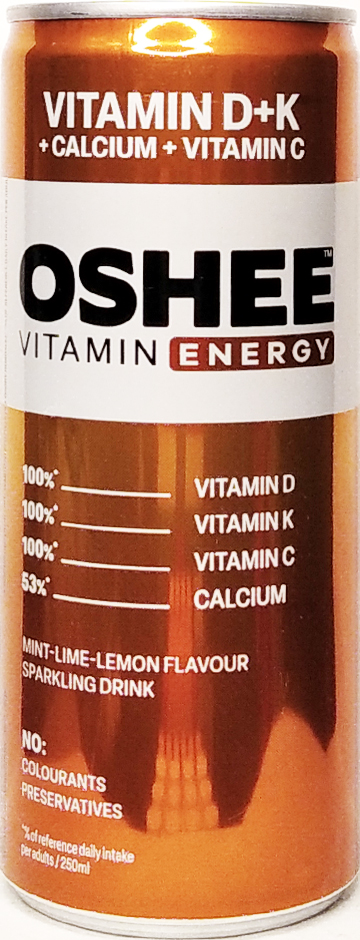 VITAMIN D+K
+ CALCIUM + VITAMIN C
OSHEE™
VITAMIN ENERGY
100%* VITAMIN D
100%* VITAMIN K
100%* VITAMIN C
53%* CALCIUM
MINT-LIME-LEMON FLAVOUR
SPARKLING DRINK
NO:
COLOURANTS
PRESERVATIVES
*% of reference daily intake
per adults / 250ml